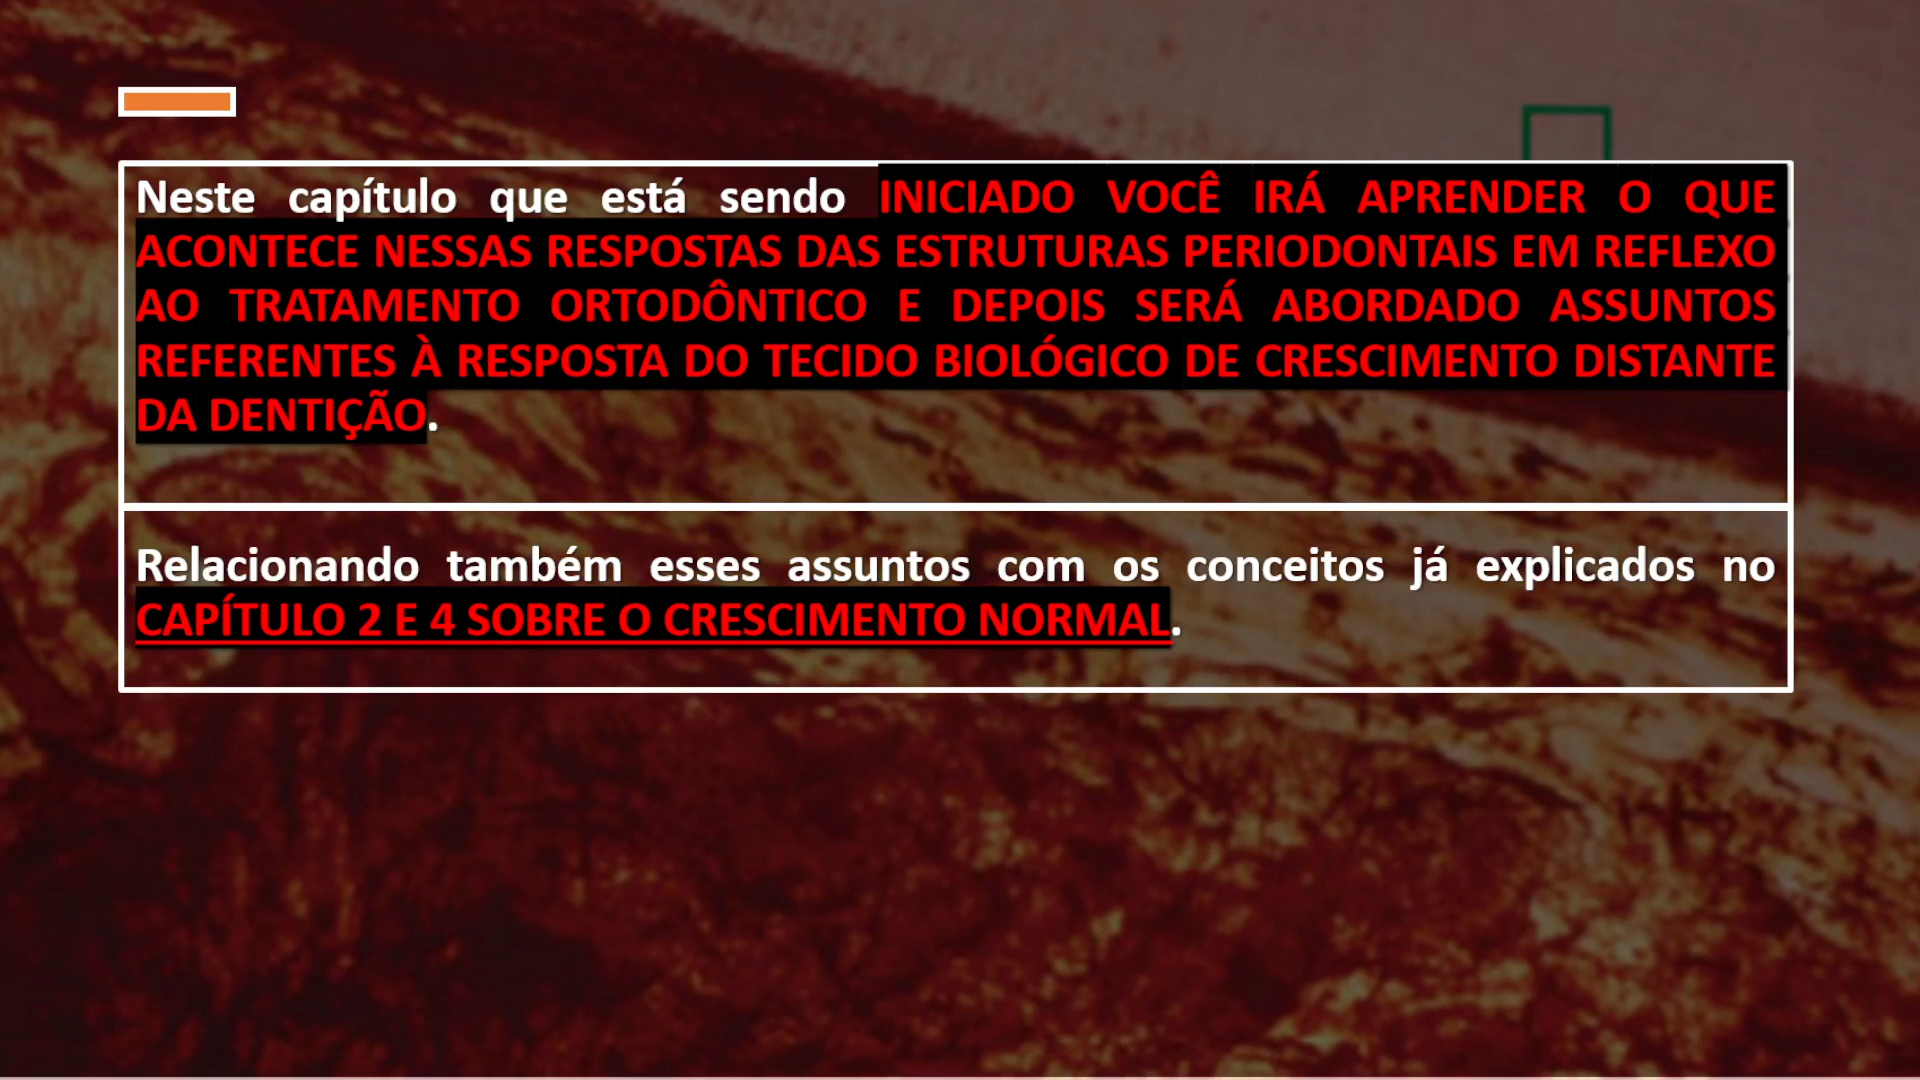 Neste capítulo que está sendo INICIADO VOCÊ IRÁ APRENDER O QUE
ACONTECE NESSAS RESPOSTAS DAS ESTRUTURAS PERIODONTAIS EM REFLEXO
AO TRATAMENTO ORTODÔNTICO E DEPOIS SERÁ ABORDADO ASSUNTOS
REFERENTES À RESPOSTA DO TECIDO BIOLÓGICO DE CRESCIMENTO DISTANTE
DA DENTIÇÃO.
Relacionando também esses assuntos com os conceitos já explicados no
CAPÍTULO 2 E 4 SOBRE O CRESCIMENTO NORMAL.